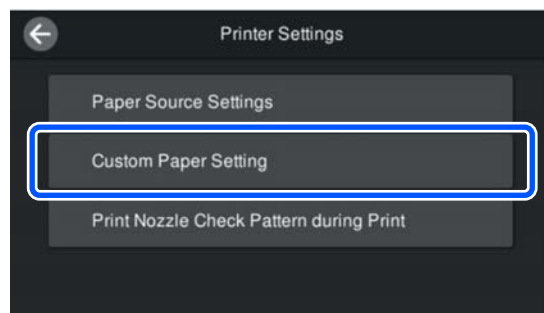 Printer Settings
Paper Source Settings
Custom Paper Setting
Print Nozzle Check Pattern during Print